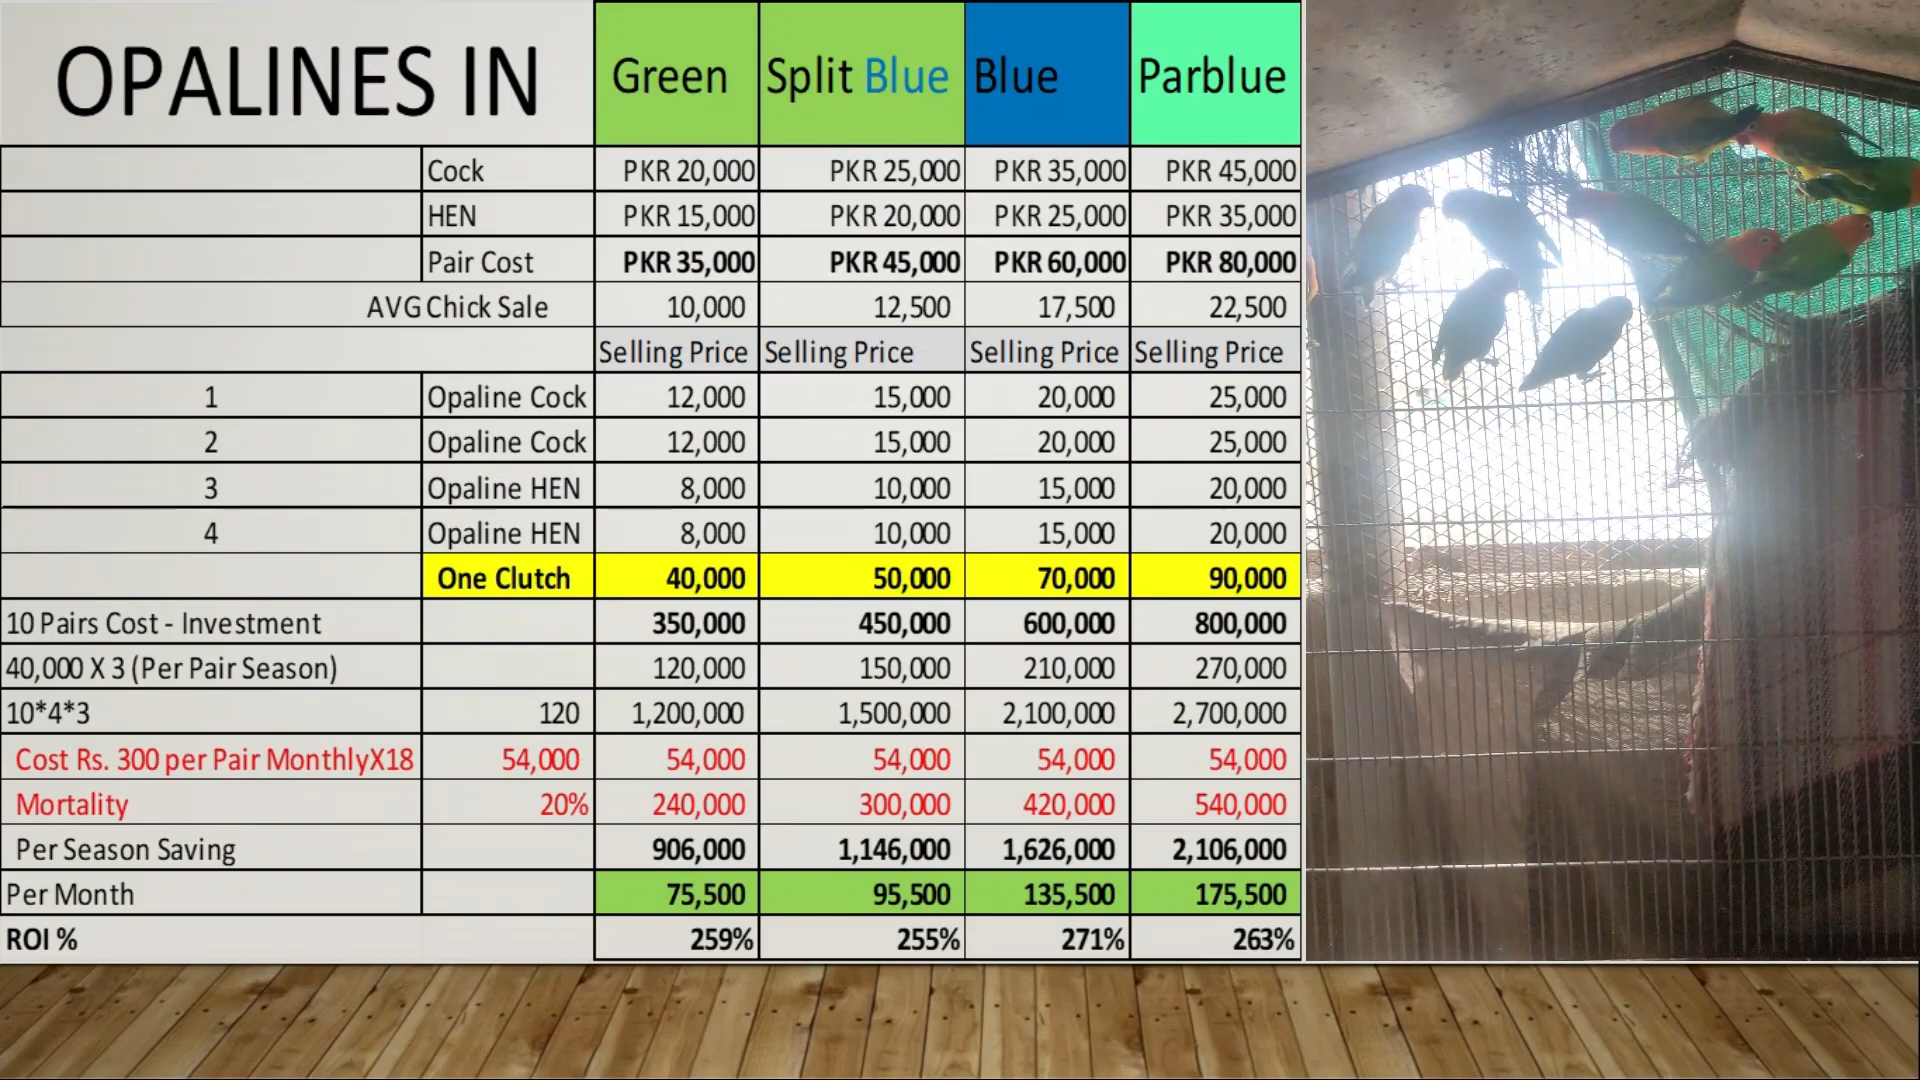 OPALINES IN Green Split Blue Blue Parblue
Cock PKR 20,000 PKR 25,000 PKR 35,000 PKR 45,000
HEN PKR 15,000 PKR 20,000 PKR 25,000 PKR 35,000
Pair Cost PKR 35,000 PKR 45,000 PKR 60,000 PKR 80,000
AVG Chick Sale 10,000 12,500 17,500 22,500
Selling Price Selling Price Selling Price Selling Price
1 Opaline Cock 12,000 15,000 20,000 25,000
2 Opaline Cock 12,000 15,000 20,000 25,000
3 Opaline HEN 8,000 10,000 15,000 20,000
4 Opaline HEN 8,000 10,000 15,000 20,000
One Clutch 40,000 50,000 70,000 90,000
10 Pairs Cost - Investment 350,000 450,000 600,000 800,000
40,000 X 3 (Per Pair Season) 120,000 150,000 210,000 270,000
10*4*3 120 1,200,000 1,500,000 2,100,000 2,700,000
Cost Rs. 300 per Pair MonthlyX18 54,000 54,000 54,000 54,000 54,000
Mortality 20% 240,000 300,000 420,000 540,000
Per Season Saving 906,000 1,146,000 1,626,000 2,106,000
Per Month 75,500 95,500 135,500 175,500
ROI % 259% 255% 271% 263%